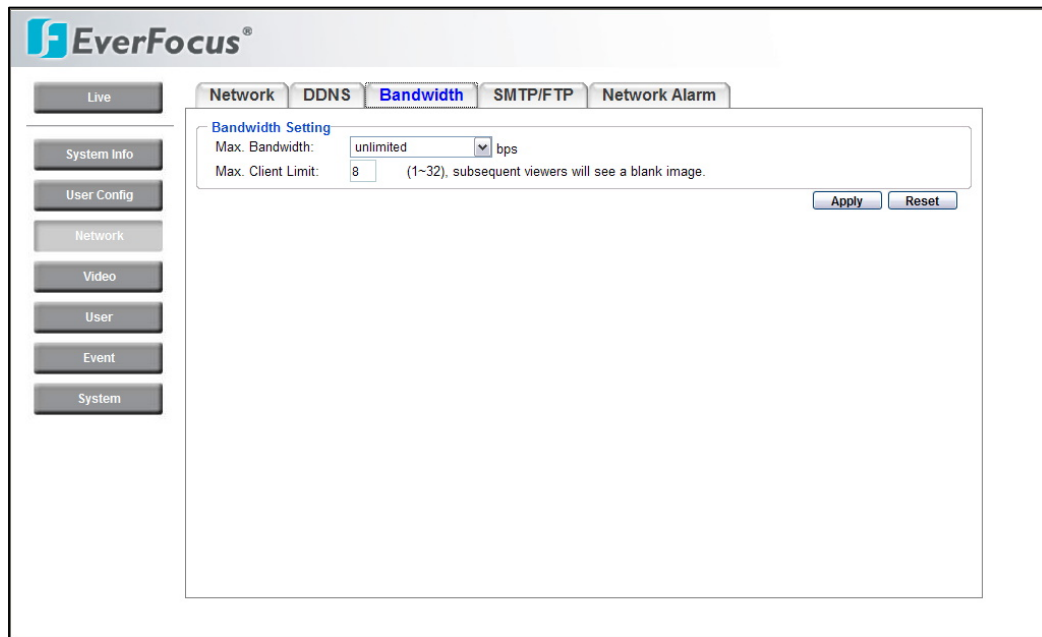 EverFocus®
Live
System Info
User Config
Network
Video
User
Event
System
Network DDNS Bandwidth SMTP/FTP Network Alarm
Bandwidth Setting
Max. Bandwidth: unlimited bps
Max. Client Limit: 8 (1~32), subsequent viewers will see a blank image.
Apply Reset